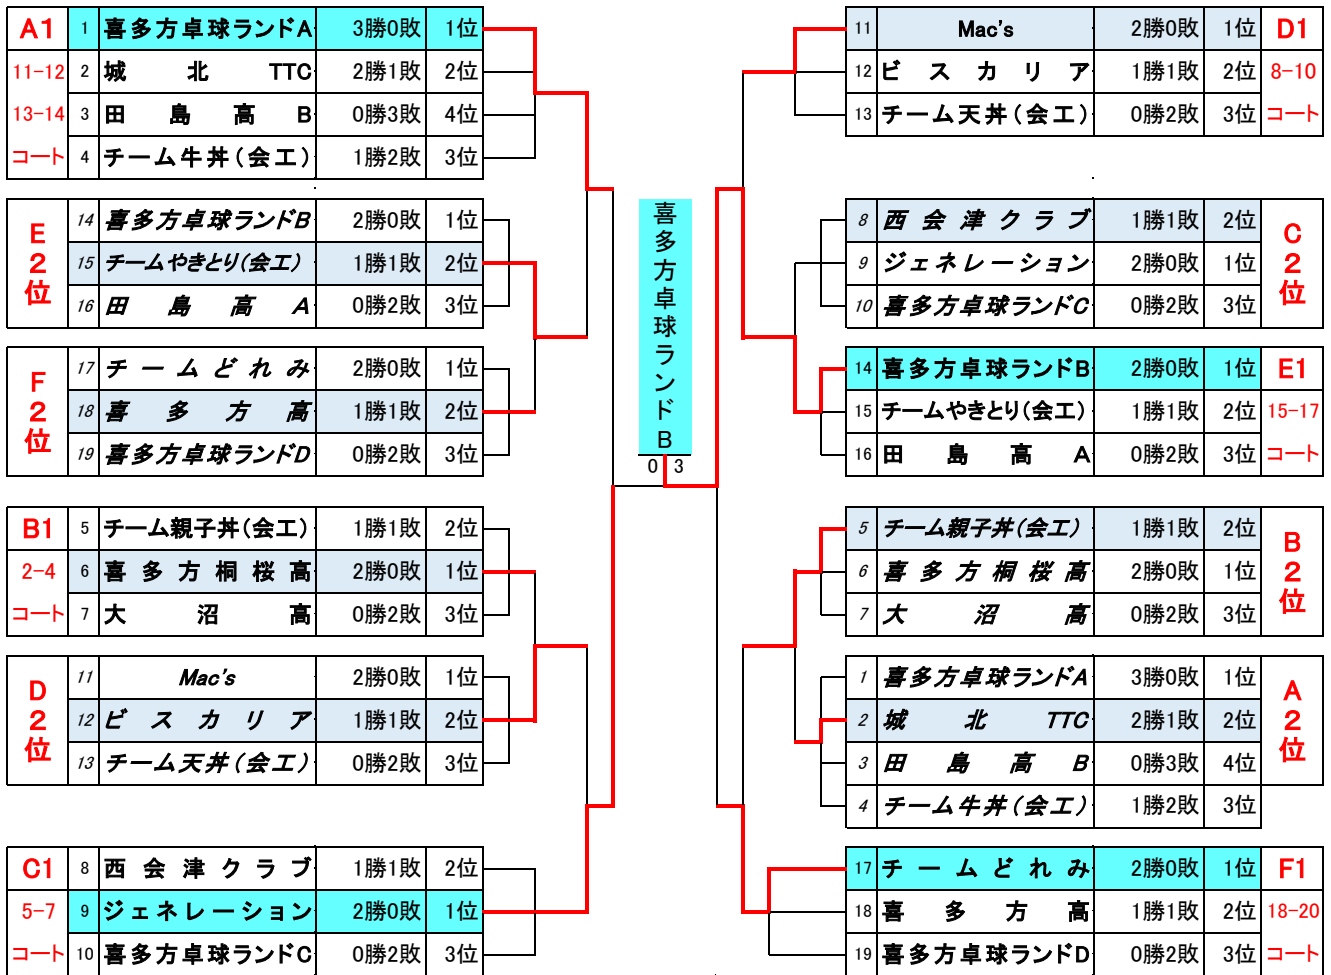 A1 1 喜多方卓球ランドA 3勝0敗 1位
11-12 2 城北TTC 2勝1敗 2位
13-14 3 田島高B 0勝3敗 4位
コート 4 チーム牛丼(会工) 1勝2敗 3位
E2位
14 喜多方卓球ランドB 2勝0敗 1位
15 チームやきとり(会工) 1勝1敗 2位
16 田島高A 0勝2敗 3位
F2位
17 チームどれみ 2勝0敗 1位
18 喜多方高 1勝1敗 2位
19 喜多方卓球ランドD 0勝2敗 3位
B1 5 チーム親子丼(会工) 1勝1敗 2位
2-4 6 喜多方桐桜高 2勝0敗 1位
コート 7 大沼高 0勝2敗 3位
D2位
11 Mac's 2勝0敗 1位
12 ビスカリア 1勝1敗 2位
13 チーム天丼(会工) 0勝2敗 3位
C1 8 西会津クラブ 1勝1敗 2位
5-7 9 ジェネレーション 2勝0敗 1位
コート 10 喜多方卓球ランドC 0勝2敗 3位
喜多方卓球ランドB
0 3
11 Mac's 2勝0敗 1位 D1
12 ビスカリア 1勝1敗 2位 8-10
13 チーム天丼(会工) 0勝2敗 3位 コート
8 西会津クラブ 1勝1敗 2位
9 ジェネレーション 2勝0敗 1位
10 喜多方卓球ランドC 0勝2敗 3位
C2位
14 喜多方卓球ランドB 2勝0敗 1位 E1
15 チームやきとり(会工) 1勝1敗 2位 15-17
16 田島高A 0勝2敗 3位 コート
5 チーム親子丼(会工) 1勝1敗 2位
6 喜多方桐桜高 2勝0敗 1位
7 大沼高 0勝2敗 3位
B2位
1 喜多方卓球ランドA 3勝0敗 1位
2 城北TTC 2勝1敗 2位
3 田島高B 0勝3敗 4位
4 チーム牛丼(会工) 1勝2敗 3位
A2位
17 チームどれみ 2勝0敗 1位 F1
18 喜多方高 1勝1敗 2位 18-20
19 喜多方卓球ランドD 0勝2敗 3位 コート